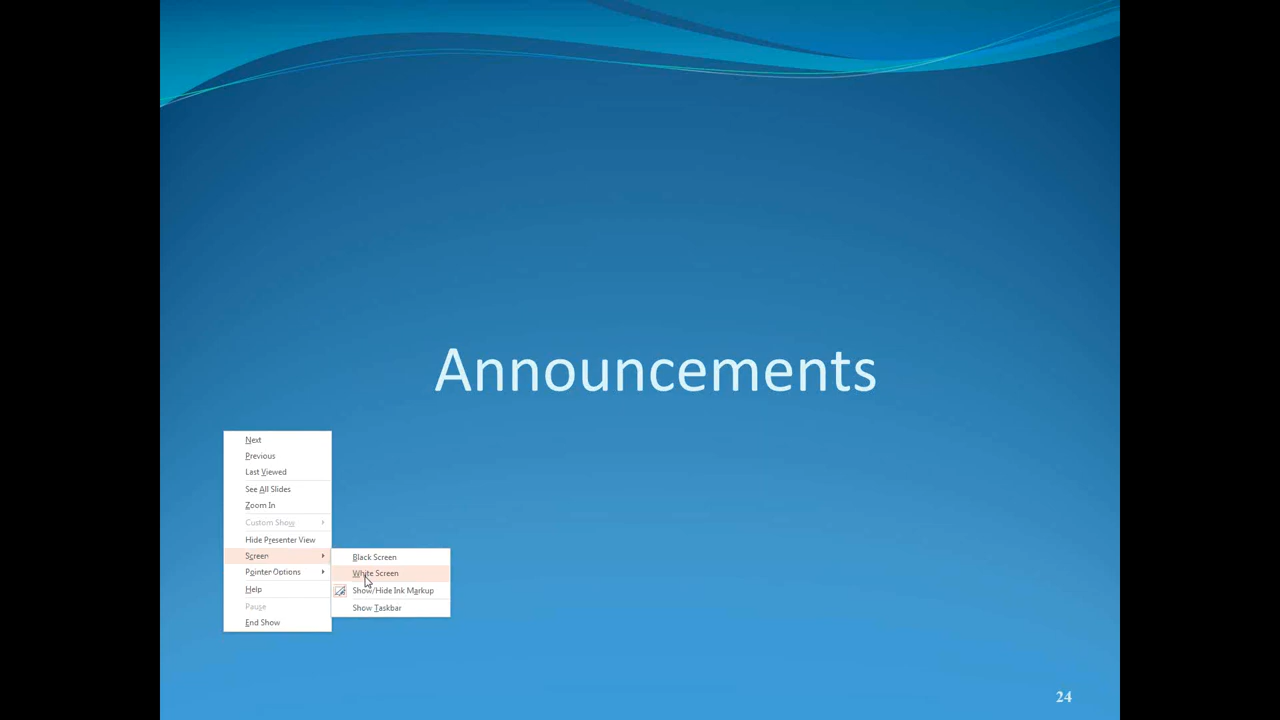 Announcements
Next
Previous
Last Viewed
See All Slides
Zoom In
Custom Show
Hide Presenter View
Screen
Pointer Options
Help
Pause
End Show
Black Screen
White Screen
Show/Hide Ink Markup
Show Taskbar
24